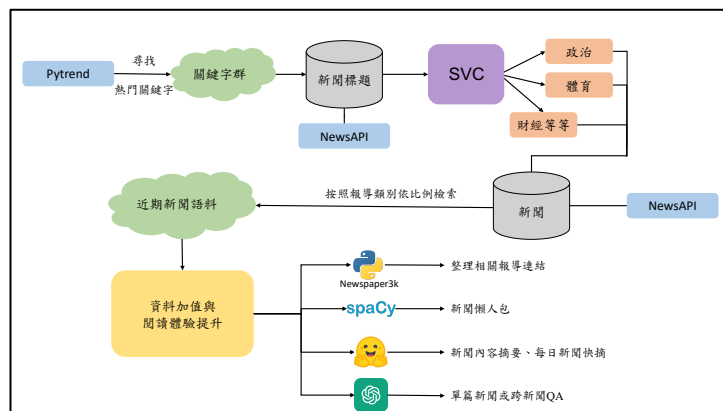 Pytrend
尋找
熱門關鍵字
關鍵字群
新聞標題
NewsAPI
SVC
政治
體育
財經等等
新聞
NewsAPI
按照報導類別依比例檢索
近期新聞語料
資料加值與
閱讀體驗提升
Newspaper3k
整理相關報導連結
spaCy
新聞懶人包
新聞內容摘要、每日新聞快摘
單篇新聞或跨新聞QA